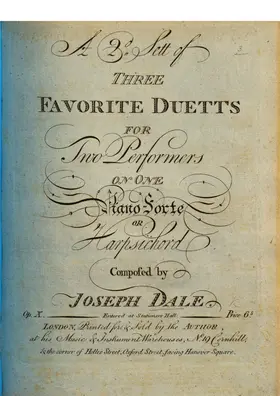 A 2d. Sett of
THREE
FAVORITE DUETTS
FOR
Two Performers
ON ONE
Piano Forte
OR
Harpsichord
Composed by
JOSEPH DALE.
Op. X. Entered at Stationers Hall. Price 6s
LONDON, Printed for & Sold by the AUTHOR
at his Music & Instrument Warehouses, No. 19 Cornhill,
& the corner of Holles Street, Oxford Street, facing Hanover Square.